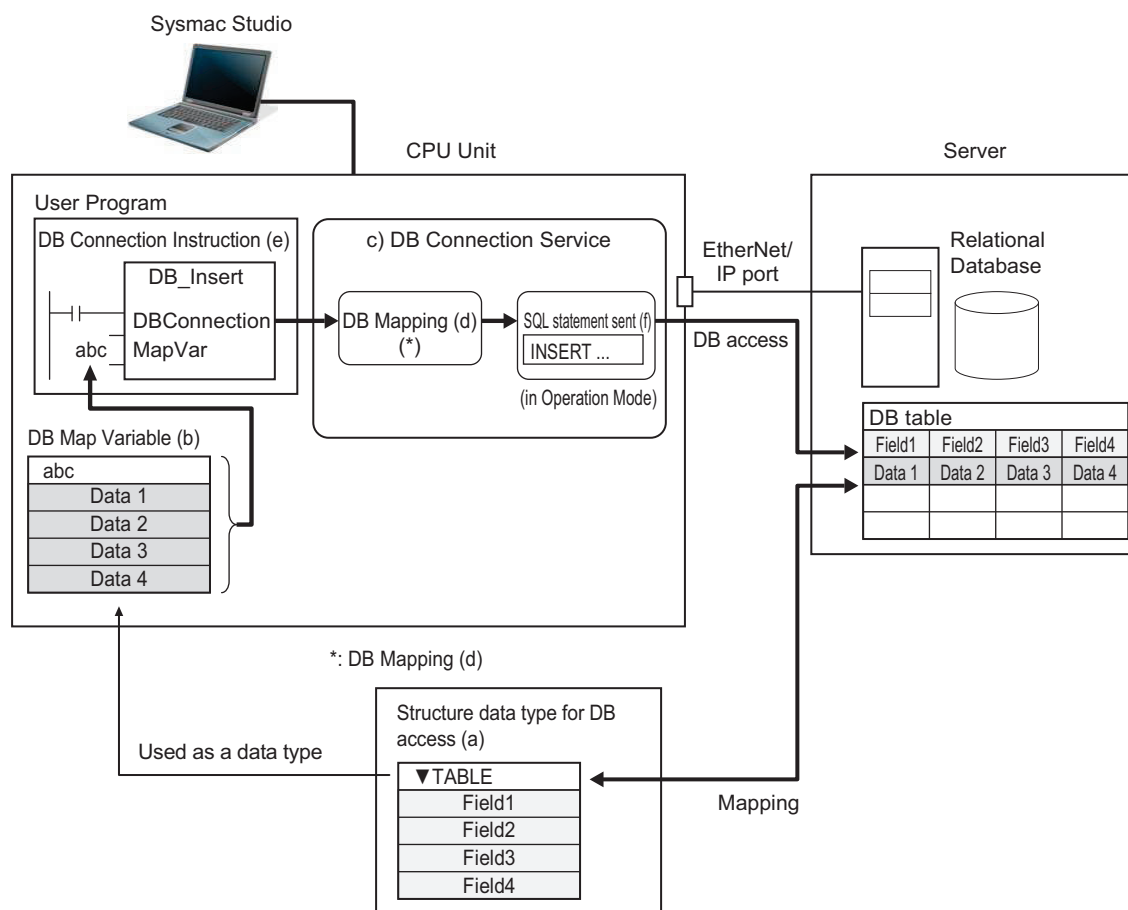 Sysmac Studio
CPU Unit
Server
User Program
DB Connection Instruction (e)
DB_Insert
DBConnection
abc
MapVar
c) DB Connection Service
DB Mapping (d)
(*)
SQL statement sent (f)
INSERT ...
(in Operation Mode)
EtherNet/
IP port
DB access
Relational
Database
DB table
Field1 Field2 Field3 Field4
Data 1 Data 2 Data 3 Data 4
DB Map Variable (b)
abc
Data 1
Data 2
Data 3
Data 4
*: DB Mapping (d)
Structure data type for DB
access (a)
Used as a data type
▼TABLE
Field1
Field2
Field3
Field4
Mapping